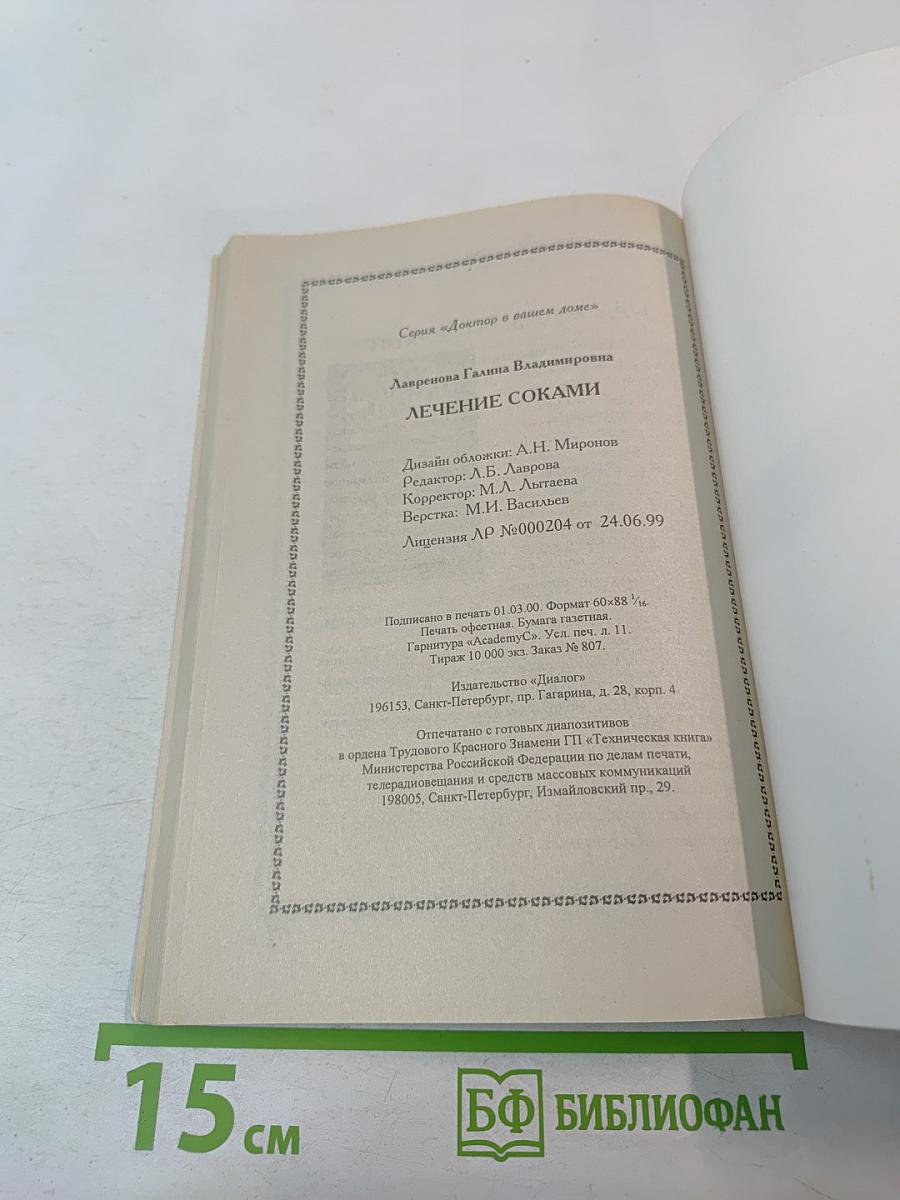 Серия «Доктор в вашем доме»
Лавренова Галина Владимировна
ЛЕЧЕНИЕ СОКАМИ
Дизайн обложки: А.Н. Миронов
Редактор: Л.Б. Лаврова
Корректор: М.Л. Лытаева
Верстка: М.И. Васильев
Лицензия ЛР №000204 от 24.06.99
Подписано в печать 01.03.00. Формат 60×88 1/16.
Печать офсетная. Бумага газетная.
Гарнитура «AcademyC». Усл. печ. л. 11.
Тираж 10 000 экз. Заказ № 807.
Издательство «Диалог»
196153, Санкт-Петербург, пр. Гагарина, д. 28, корп. 4
Отпечатано с готовых диапозитивов
в ордена Трудового Красного Знамени ГП «Техническая книга»
Министерства Российской Федерации по делам печати,
телерадиовещания и средств массовых коммуникаций
198005, Санкт-Петербург, Измайловский пр., 29.
15 см
БФ БИБЛИОФАН